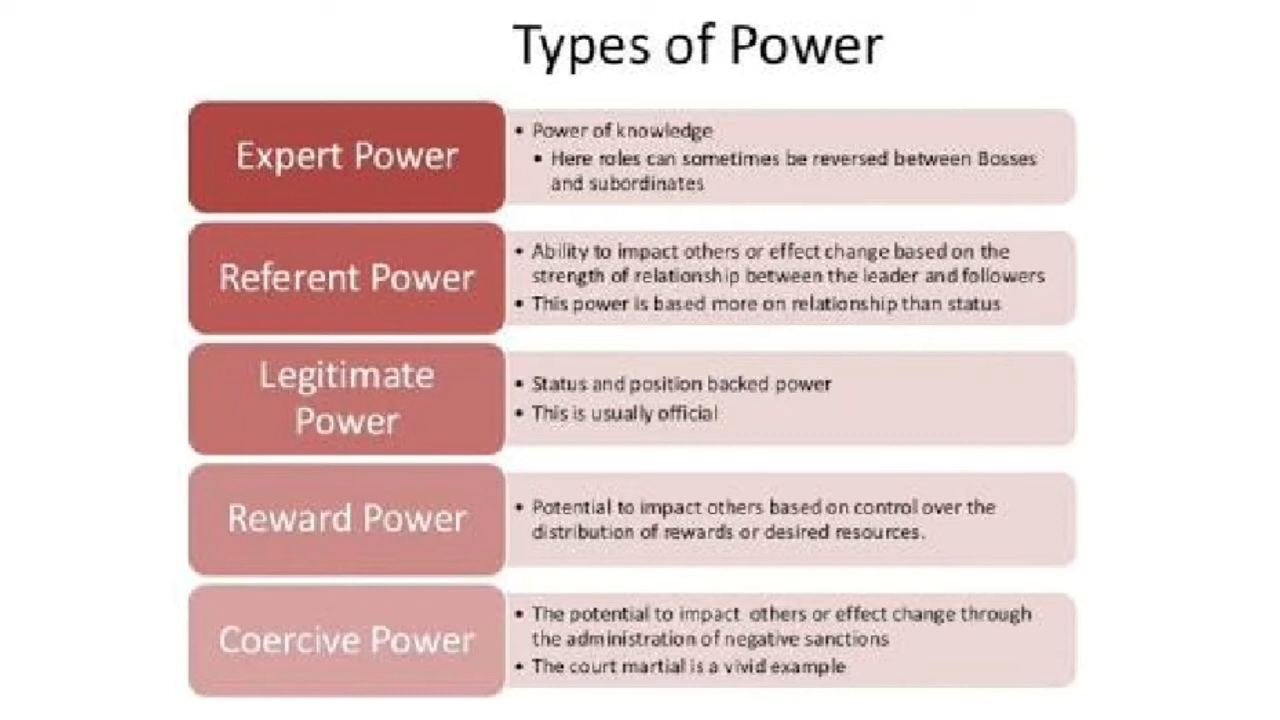 Types of Power
Expert Power
• Power of knowledge
• Here roles can sometimes be reversed between Bosses
and subordinates
Referent Power
• Ability to impact others or effect change based on the
strength of relationship between the leader and followers
• This power is based more on relationship than status
Legitimate
Power
• Status and position backed power
• This is usually official
Reward Power
• Potential to impact others based on control over the
distribution of rewards or desired resources.
Coercive Power
• The potential to impact others or effect change through
the administration of negative sanctions
• The court martial is a vivid example